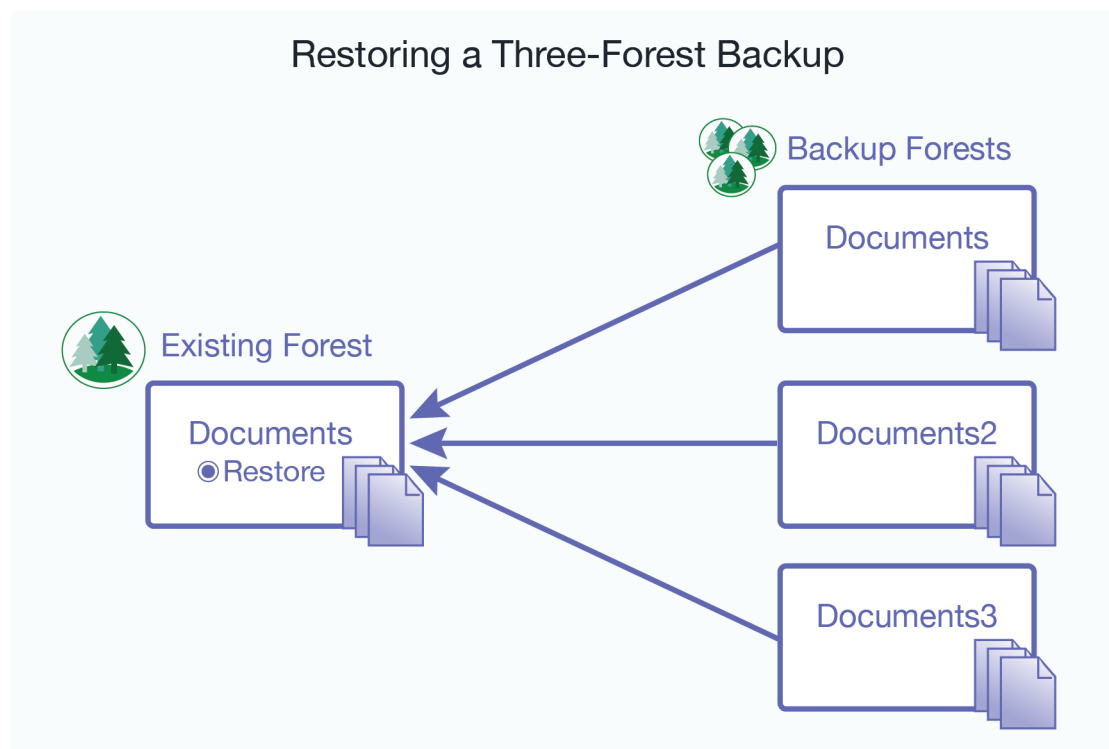 Restoring a Three-Forest Backup
Backup Forests
Documents
Existing Forest
Documents
Restore
Documents2
Documents3